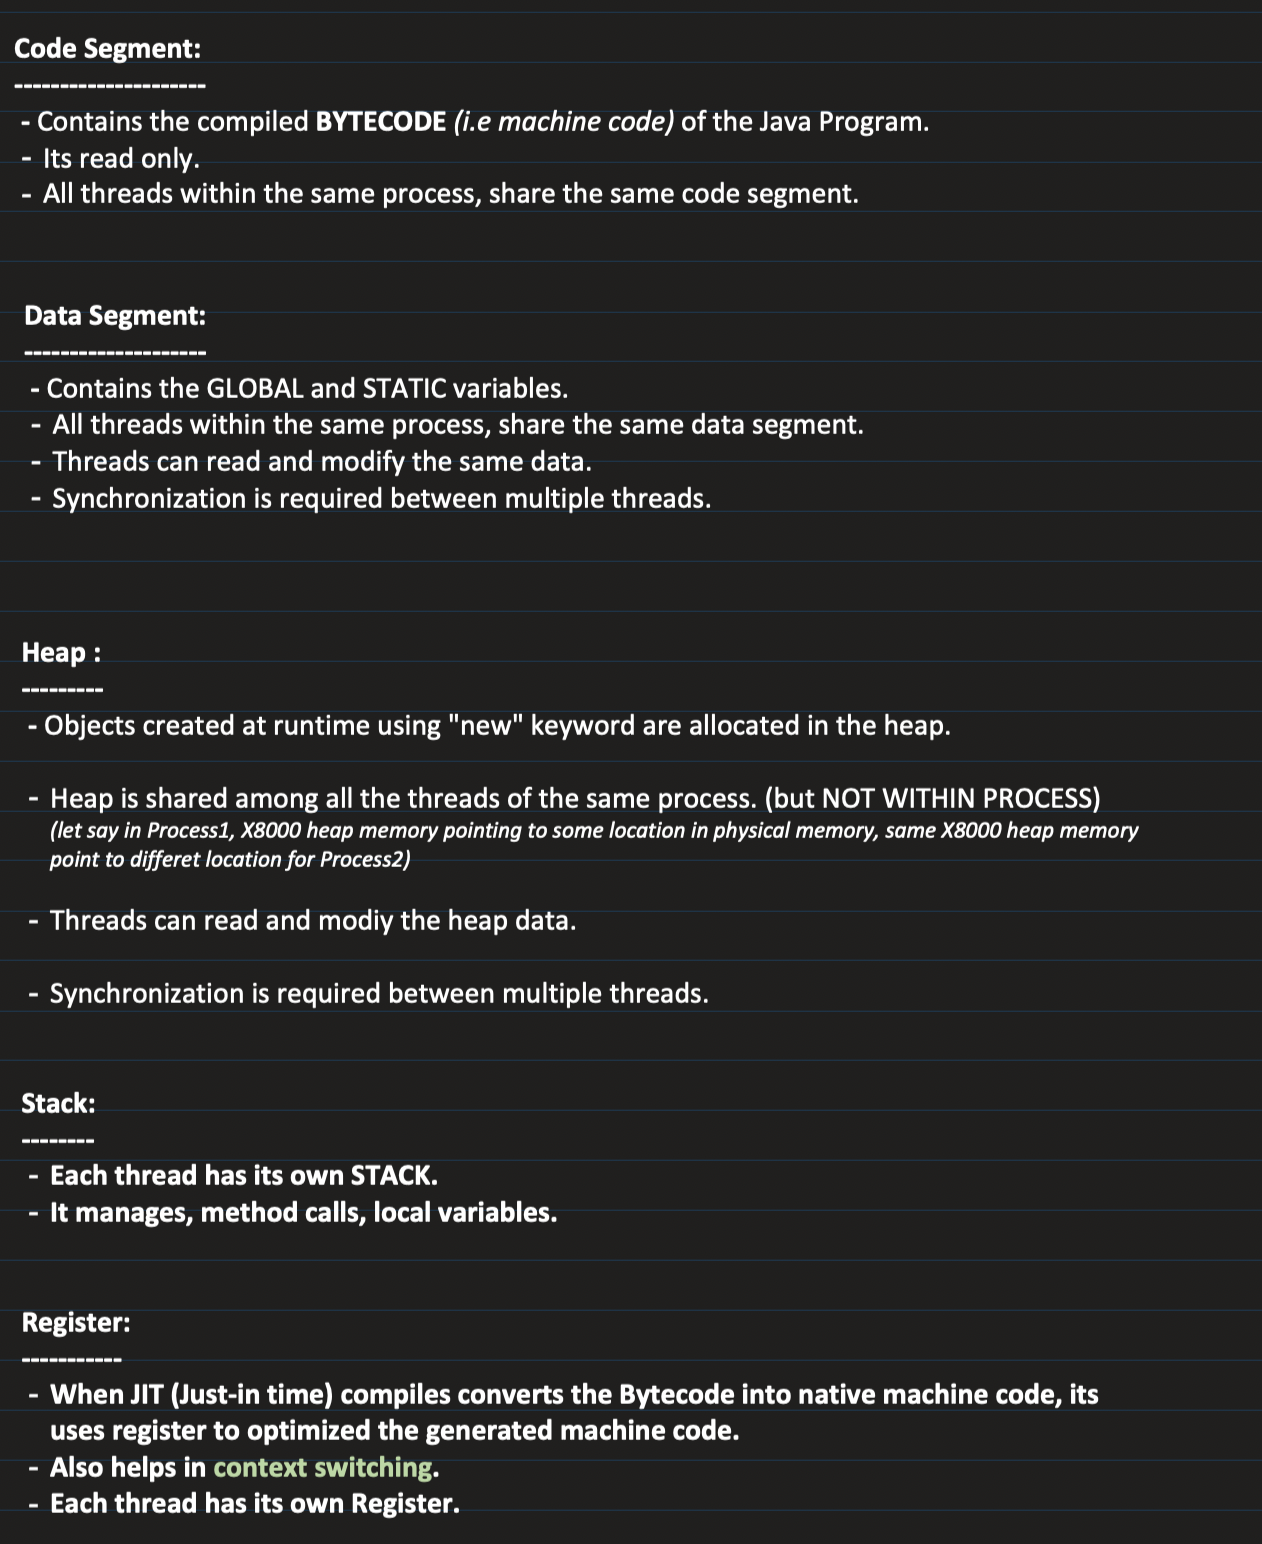 Code Segment:
---------------------
- Contains the compiled BYTECODE (i.e machine code) of the Java Program.
- Its read only.
- All threads within the same process, share the same code segment.
Data Segment:
--------------------
- Contains the GLOBAL and STATIC variables.
- All threads within the same process, share the same data segment.
- Threads can read and modify the same data.
- Synchronization is required between multiple threads.
Heap :
---------
- Objects created at runtime using "new" keyword are allocated in the heap.
- Heap is shared among all the threads of the same process. (but NOT WITHIN PROCESS)
(let say in Process1, X8000 heap memory pointing to some location in physical memory, same X8000 heap memory
point to differet location for Process2)
- Threads can read and modiy the heap data.
- Synchronization is required between multiple threads.
Stack:
--------
- Each thread has its own STACK.
- It manages, method calls, local variables.
Register:
-----------
- When JIT (Just-in time) compiles converts the Bytecode into native machine code, its
uses register to optimized the generated machine code.
- Also helps in context switching.
- Each thread has its own Register.